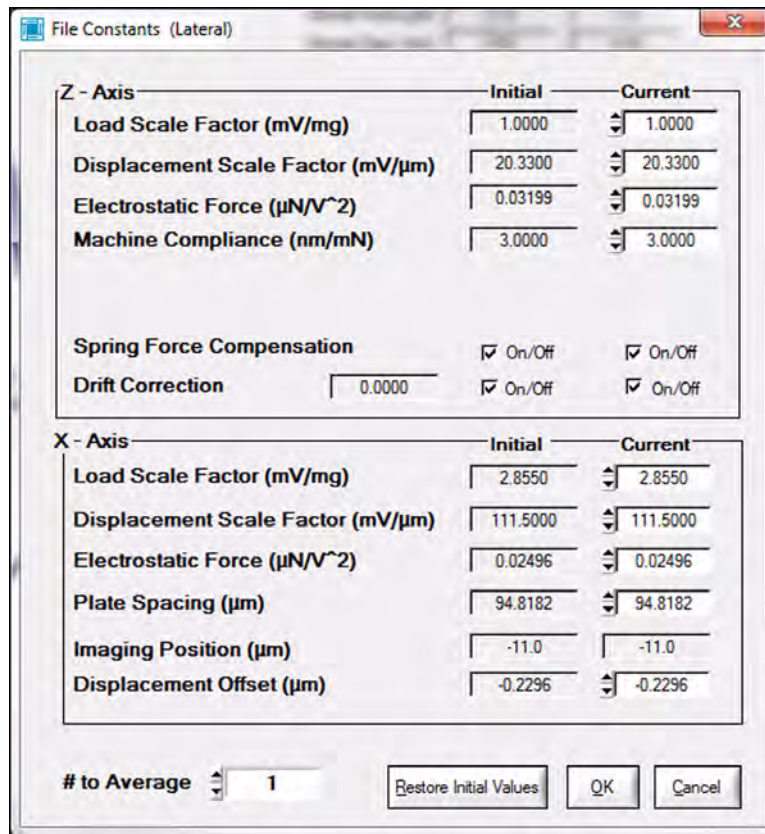 File Constants (Lateral)
Z - Axis Initial Current
Load Scale Factor (mV/mg) 1.0000 1.0000
Displacement Scale Factor (mV/µm) 20.3300 20.3300
Electrostatic Force (µN/V^2) 0.03199 0.03199
Machine Compliance (nm/mN) 3.0000 3.0000
Spring Force Compensation On/Off On/Off
Drift Correction 0.0000 On/Off On/Off
X - Axis Initial Current
Load Scale Factor (mV/mg) 2.8550 2.8550
Displacement Scale Factor (mV/µm) 111.5000 111.5000
Electrostatic Force (µN/V^2) 0.02496 0.02496
Plate Spacing (µm) 94.8182 94.8182
Imaging Position (µm) -11.0 -11.0
Displacement Offset (µm) -0.2296 -0.2296
# to Average 1 Restore Initial Values OK Cancel